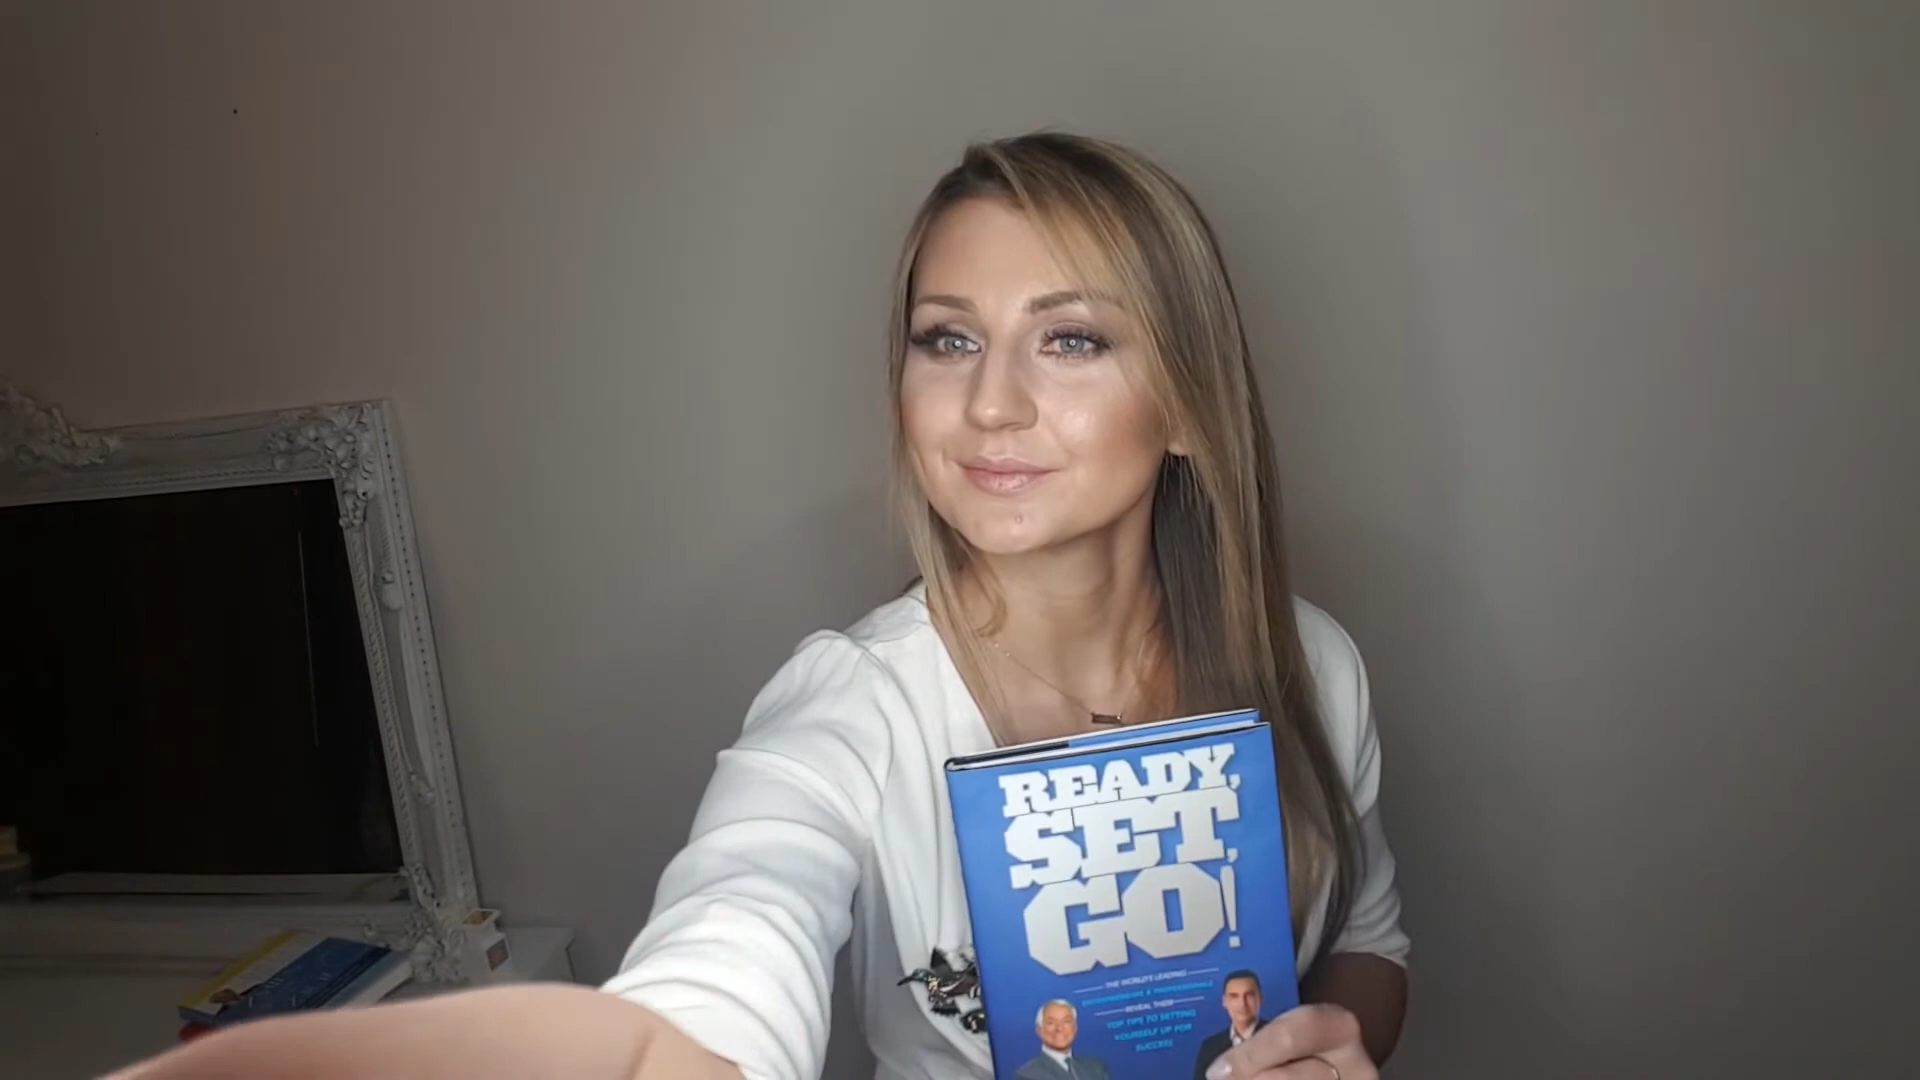 READY,
SET,
GO!
THE WORLD'S LEADING
ENTREPRENEURS & PROFESSIONALS
REVEAL THEIR
TOP TIPS TO SETTING
YOURSELF UP FOR
SUCCESS